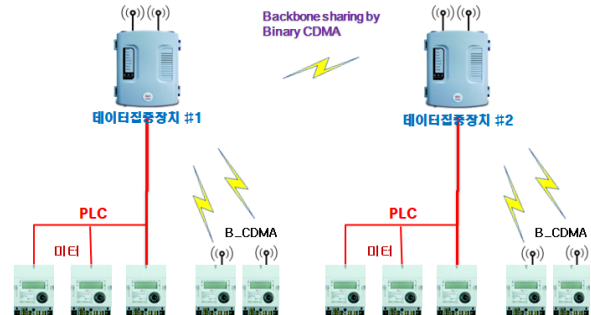 Backbone sharing by
Binary CDMA
데이터집중장치 #1
데이터집중장치 #2
PLC
B_CDMA
미터
PLC
B_CDMA
미터